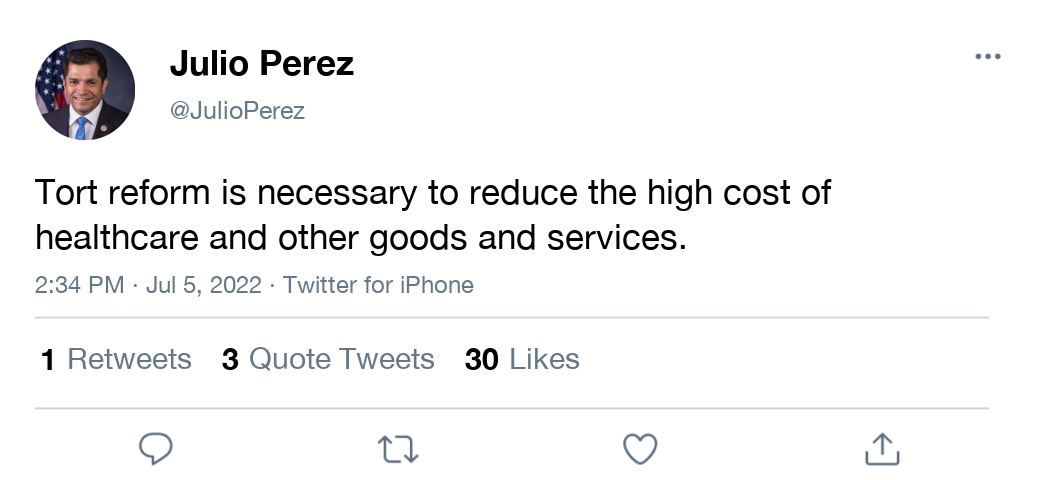 Julio Perez
@JulioPerez
Tort reform is necessary to reduce the high cost of
healthcare and other goods and services.
2:34 PM · Jul 5, 2022 · Twitter for iPhone
1 Retweets 3 Quote Tweets 30 Likes